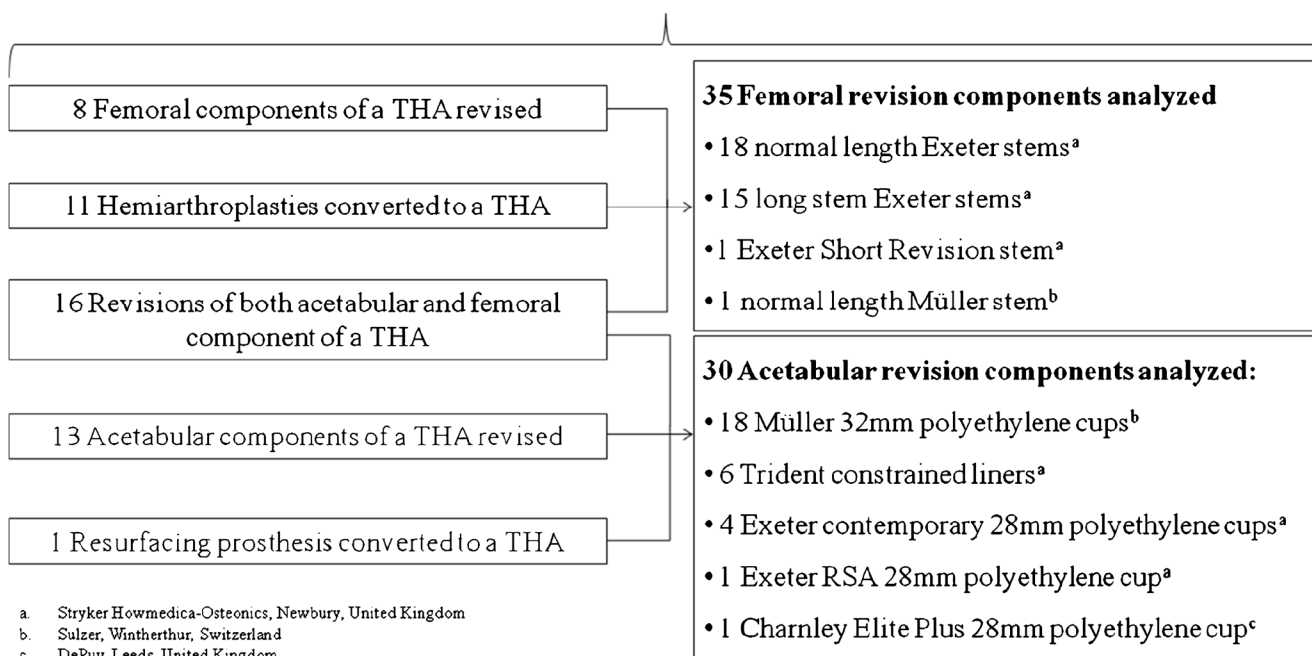 8 Femoral components of a THA revised
11 Hemiarthroplasties converted to a THA
16 Revisions of both acetabular and femoral
component of a THA
13 Acetabular components of a THA revised
1 Resurfacing prosthesis converted to a THA
a. Stryker Howmedica-Osteonics, Newbury, United Kingdom
b. Sulzer, Wintherthur, Switzerland
c. DePuy, Leeds, United Kingdom
35 Femoral revision components analyzed
• 18 normal length Exeter stemsᵃ
• 15 long stem Exeter stemsᵃ
• 1 Exeter Short Revision stemᵃ
• 1 normal length Müller stemᵇ
30 Acetabular revision components analyzed:
• 18 Müller 32mm polyethylene cupsᵇ
• 6 Trident constrained linersᵃ
• 4 Exeter contemporary 28mm polyethylene cupsᵃ
• 1 Exeter RSA 28mm polyethylene cupᵃ
• 1 Charnley Elite Plus 28mm polyethylene cupᶜ